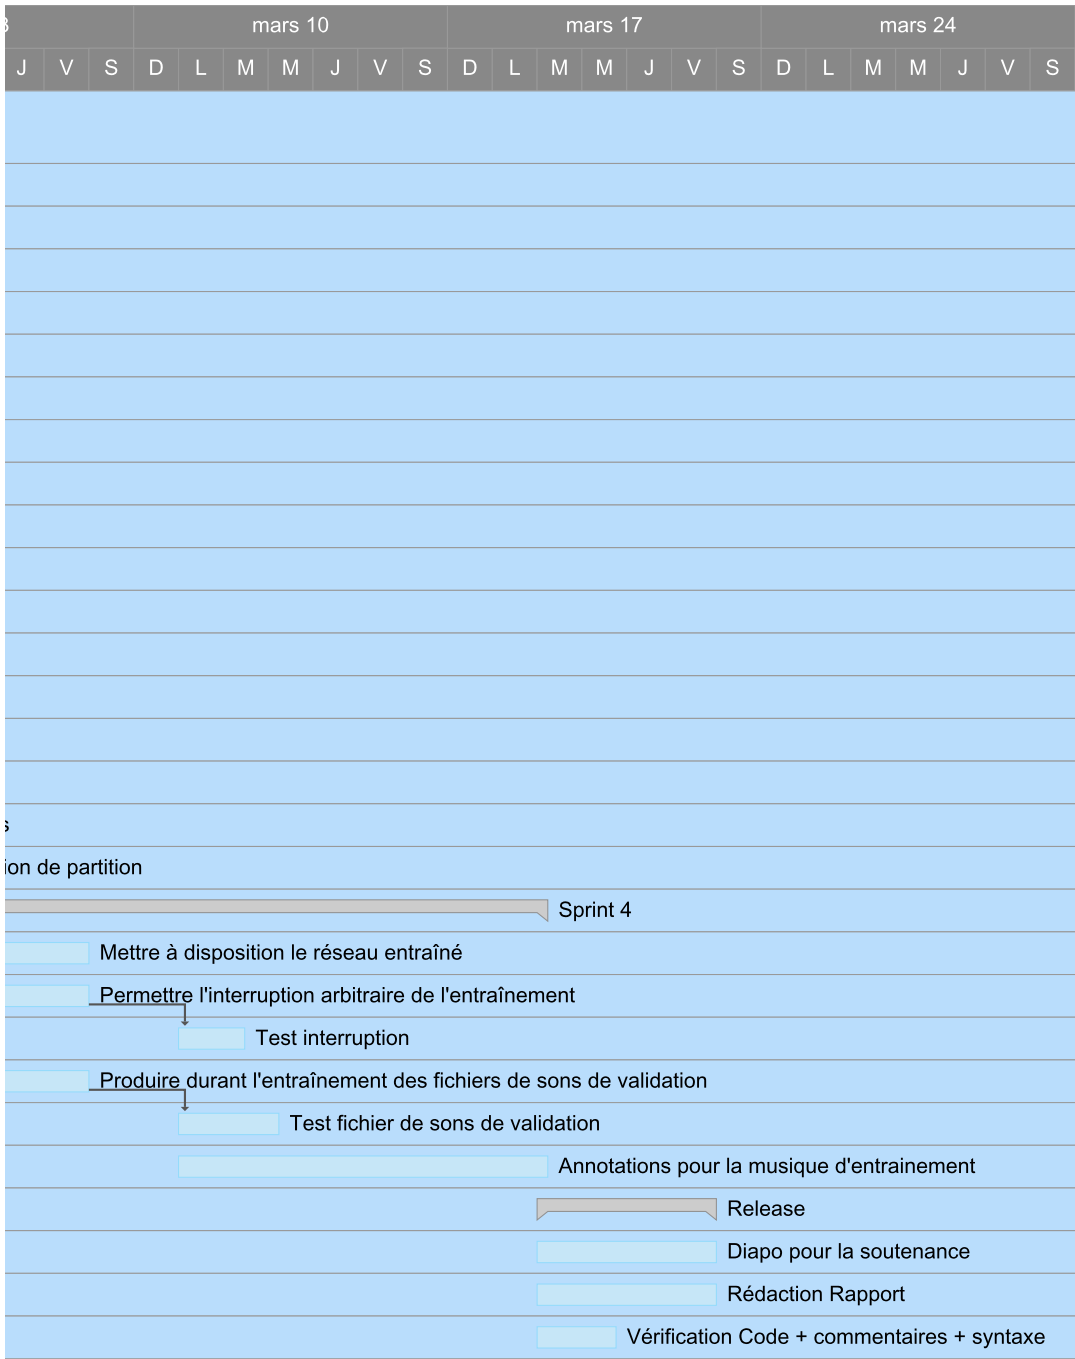 mars 10 mars 17 mars 24
J V S D L M M J V S D L M M J V S D L M M J V S
ion de partition
Sprint 4
Mettre à disposition le réseau entraîné
Permettre l'interruption arbitraire de l'entraînement
Test interruption
Produire durant l'entraînement des fichiers de sons de validation
Test fichier de sons de validation
Annotations pour la musique d'entrainement
Release
Diapo pour la soutenance
Rédaction Rapport
Vérification Code + commentaires + syntaxe